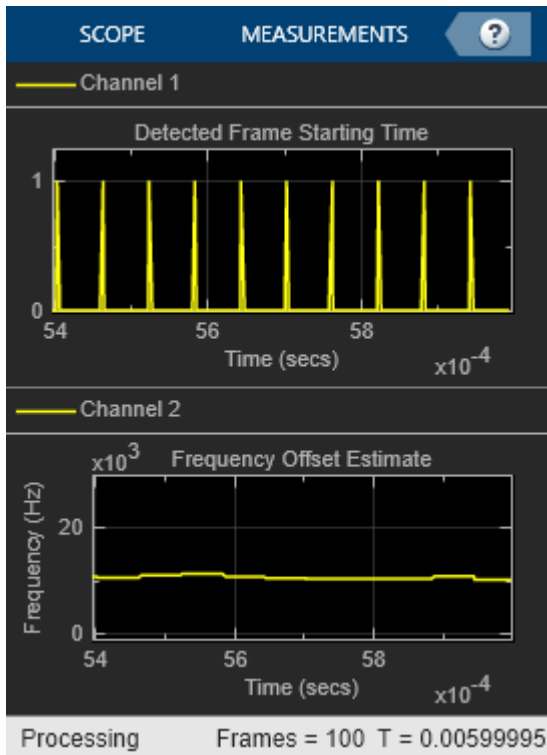 SCOPE MEASUREMENTS ?
Channel 1
Detected Frame Starting Time
1
0
54 56 58
Time (secs)
x10^-4
Channel 2
x10^3 Frequency Offset Estimate
Frequency (Hz)
20
0
54 56 58
Time (secs)
x10^-4
Processing Frames = 100 T = 0.00599995